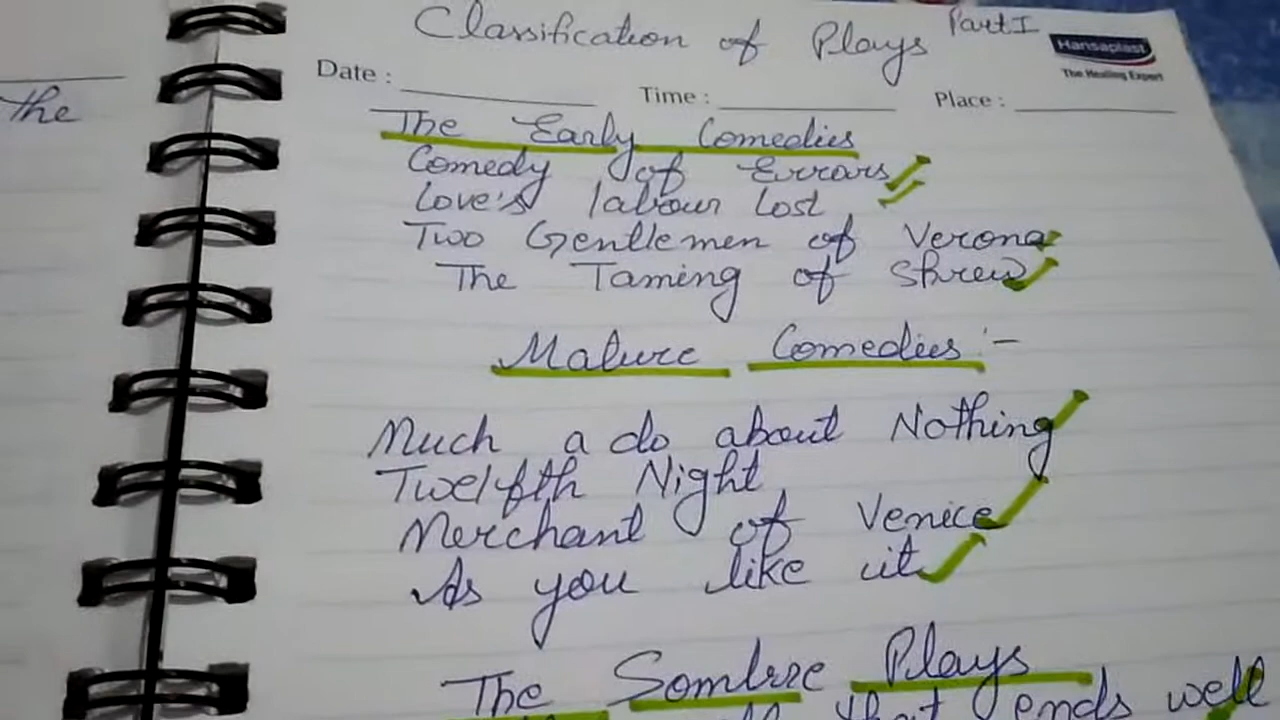 Classification of Plays Part I
Hansaplast
The Healing Expert
Date :
Time :
Place :
the
The Early Comedies
Comedy of Errors
Love's labour Lost
Two Gentlemen of Verona
The Taming of Shrew
Mature Comedies :-
Much a do about Nothing
Twelfth Night
Merchant of Venice
As you like it
The Sombre Plays
that ends well